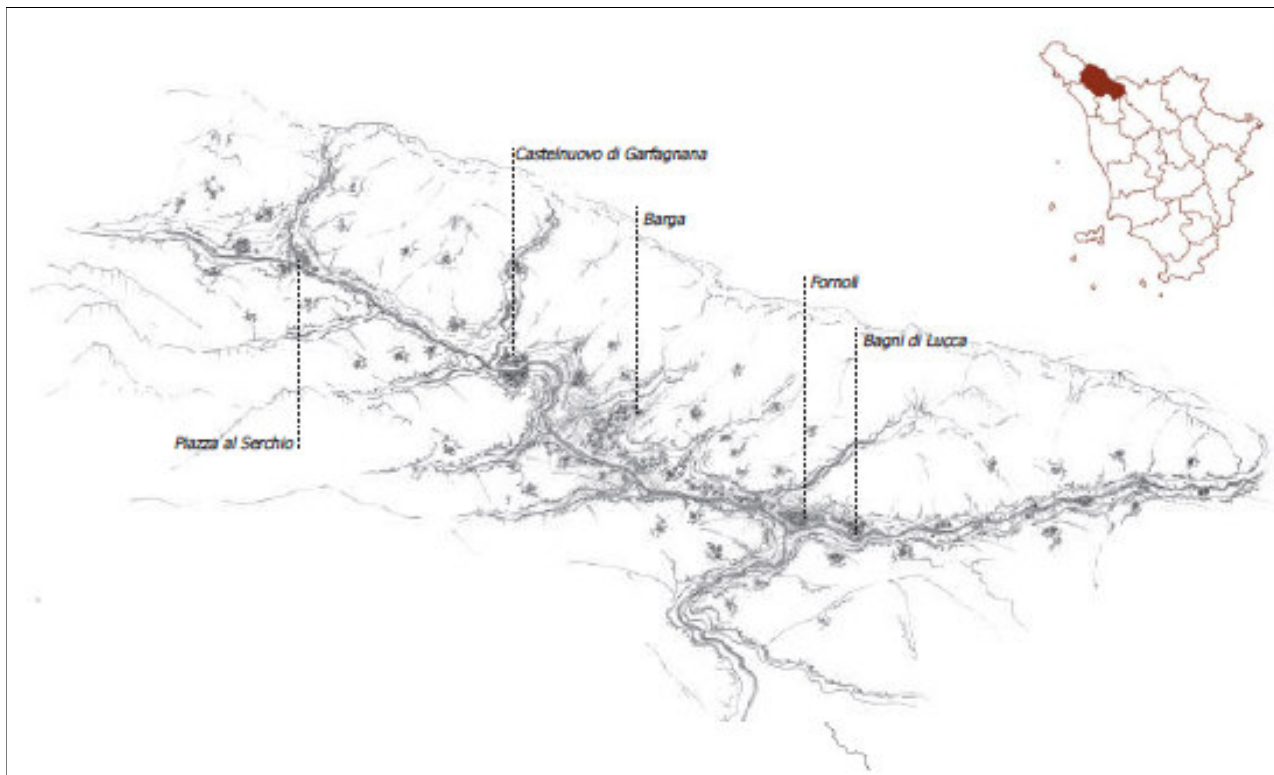 Castelnuovo di Garfagnana
Barga
Fornoli
Bagni di Lucca
Piazza al Serchio